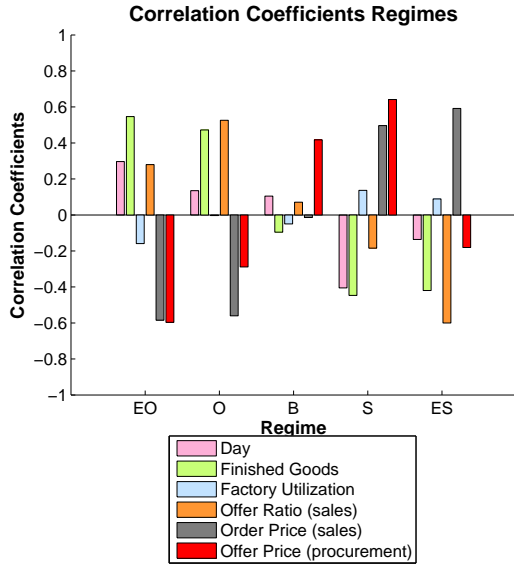 Correlation Coefficients Regimes
Correlation Coefficients
1
0.8
0.6
0.4
0.2
0
−0.2
−0.4
−0.6
−0.8
−1
EO O B S ES
Regime
Day
Finished Goods
Factory Utilization
Offer Ratio (sales)
Order Price (sales)
Offer Price (procurement)